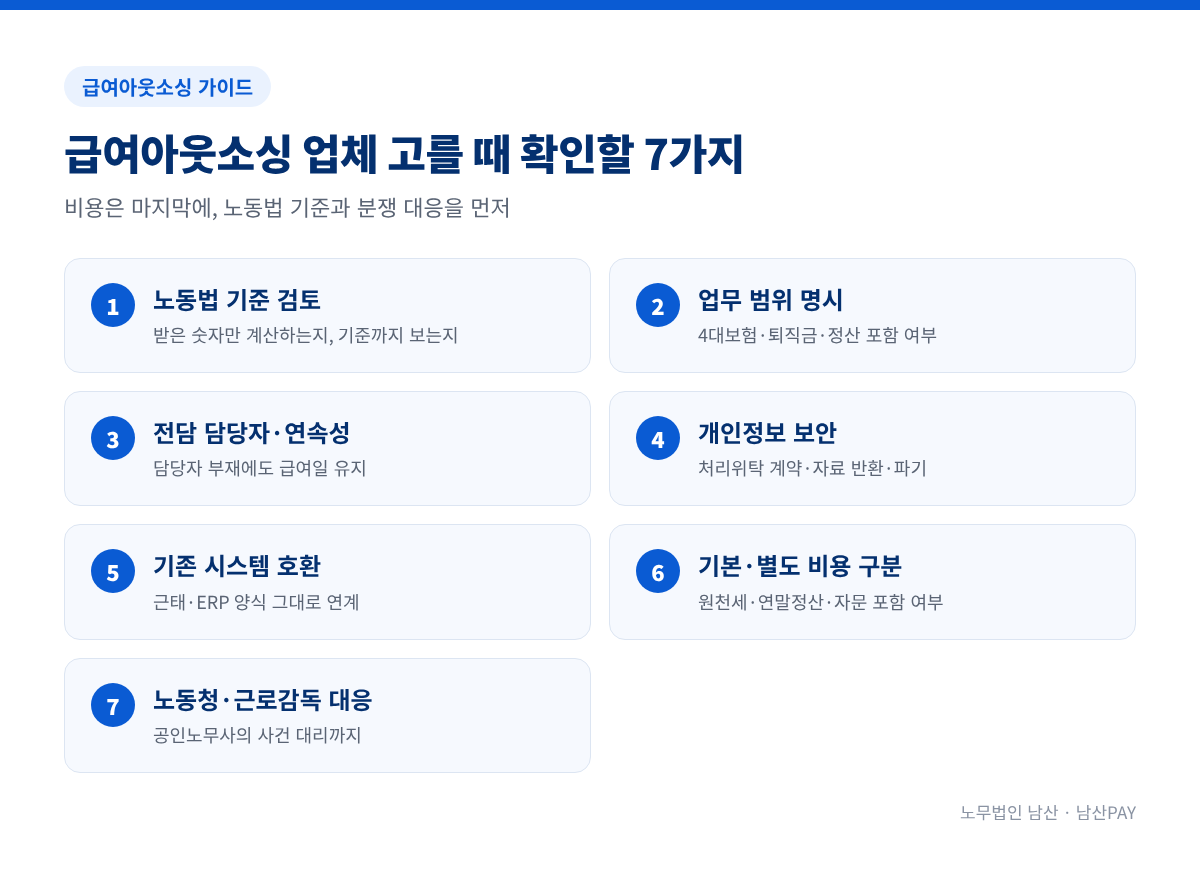 급여아웃소싱 가이드
급여아웃소싱 업체 고를 때 확인할 7가지
비용은 마지막에, 노동법 기준과 분쟁 대응을 먼저
1
노동법 기준 검토
받은 숫자만 계산하는지, 기준까지 보는지
2
업무 범위 명시
4대보험·퇴직금·정산 포함 여부
3
전담 담당자·연속성
담당자 부재에도 급여일 유지
4
개인정보 보안
처리위탁 계약·자료 반환·파기
5
기존 시스템 호환
근태·ERP 양식 그대로 연계
6
기본·별도 비용 구분
원천세·연말정산·자문 포함 여부
7
노동청·근로감독 대응
공인노무사의 사건 대리까지
노무법인 남산 · 남산PAY